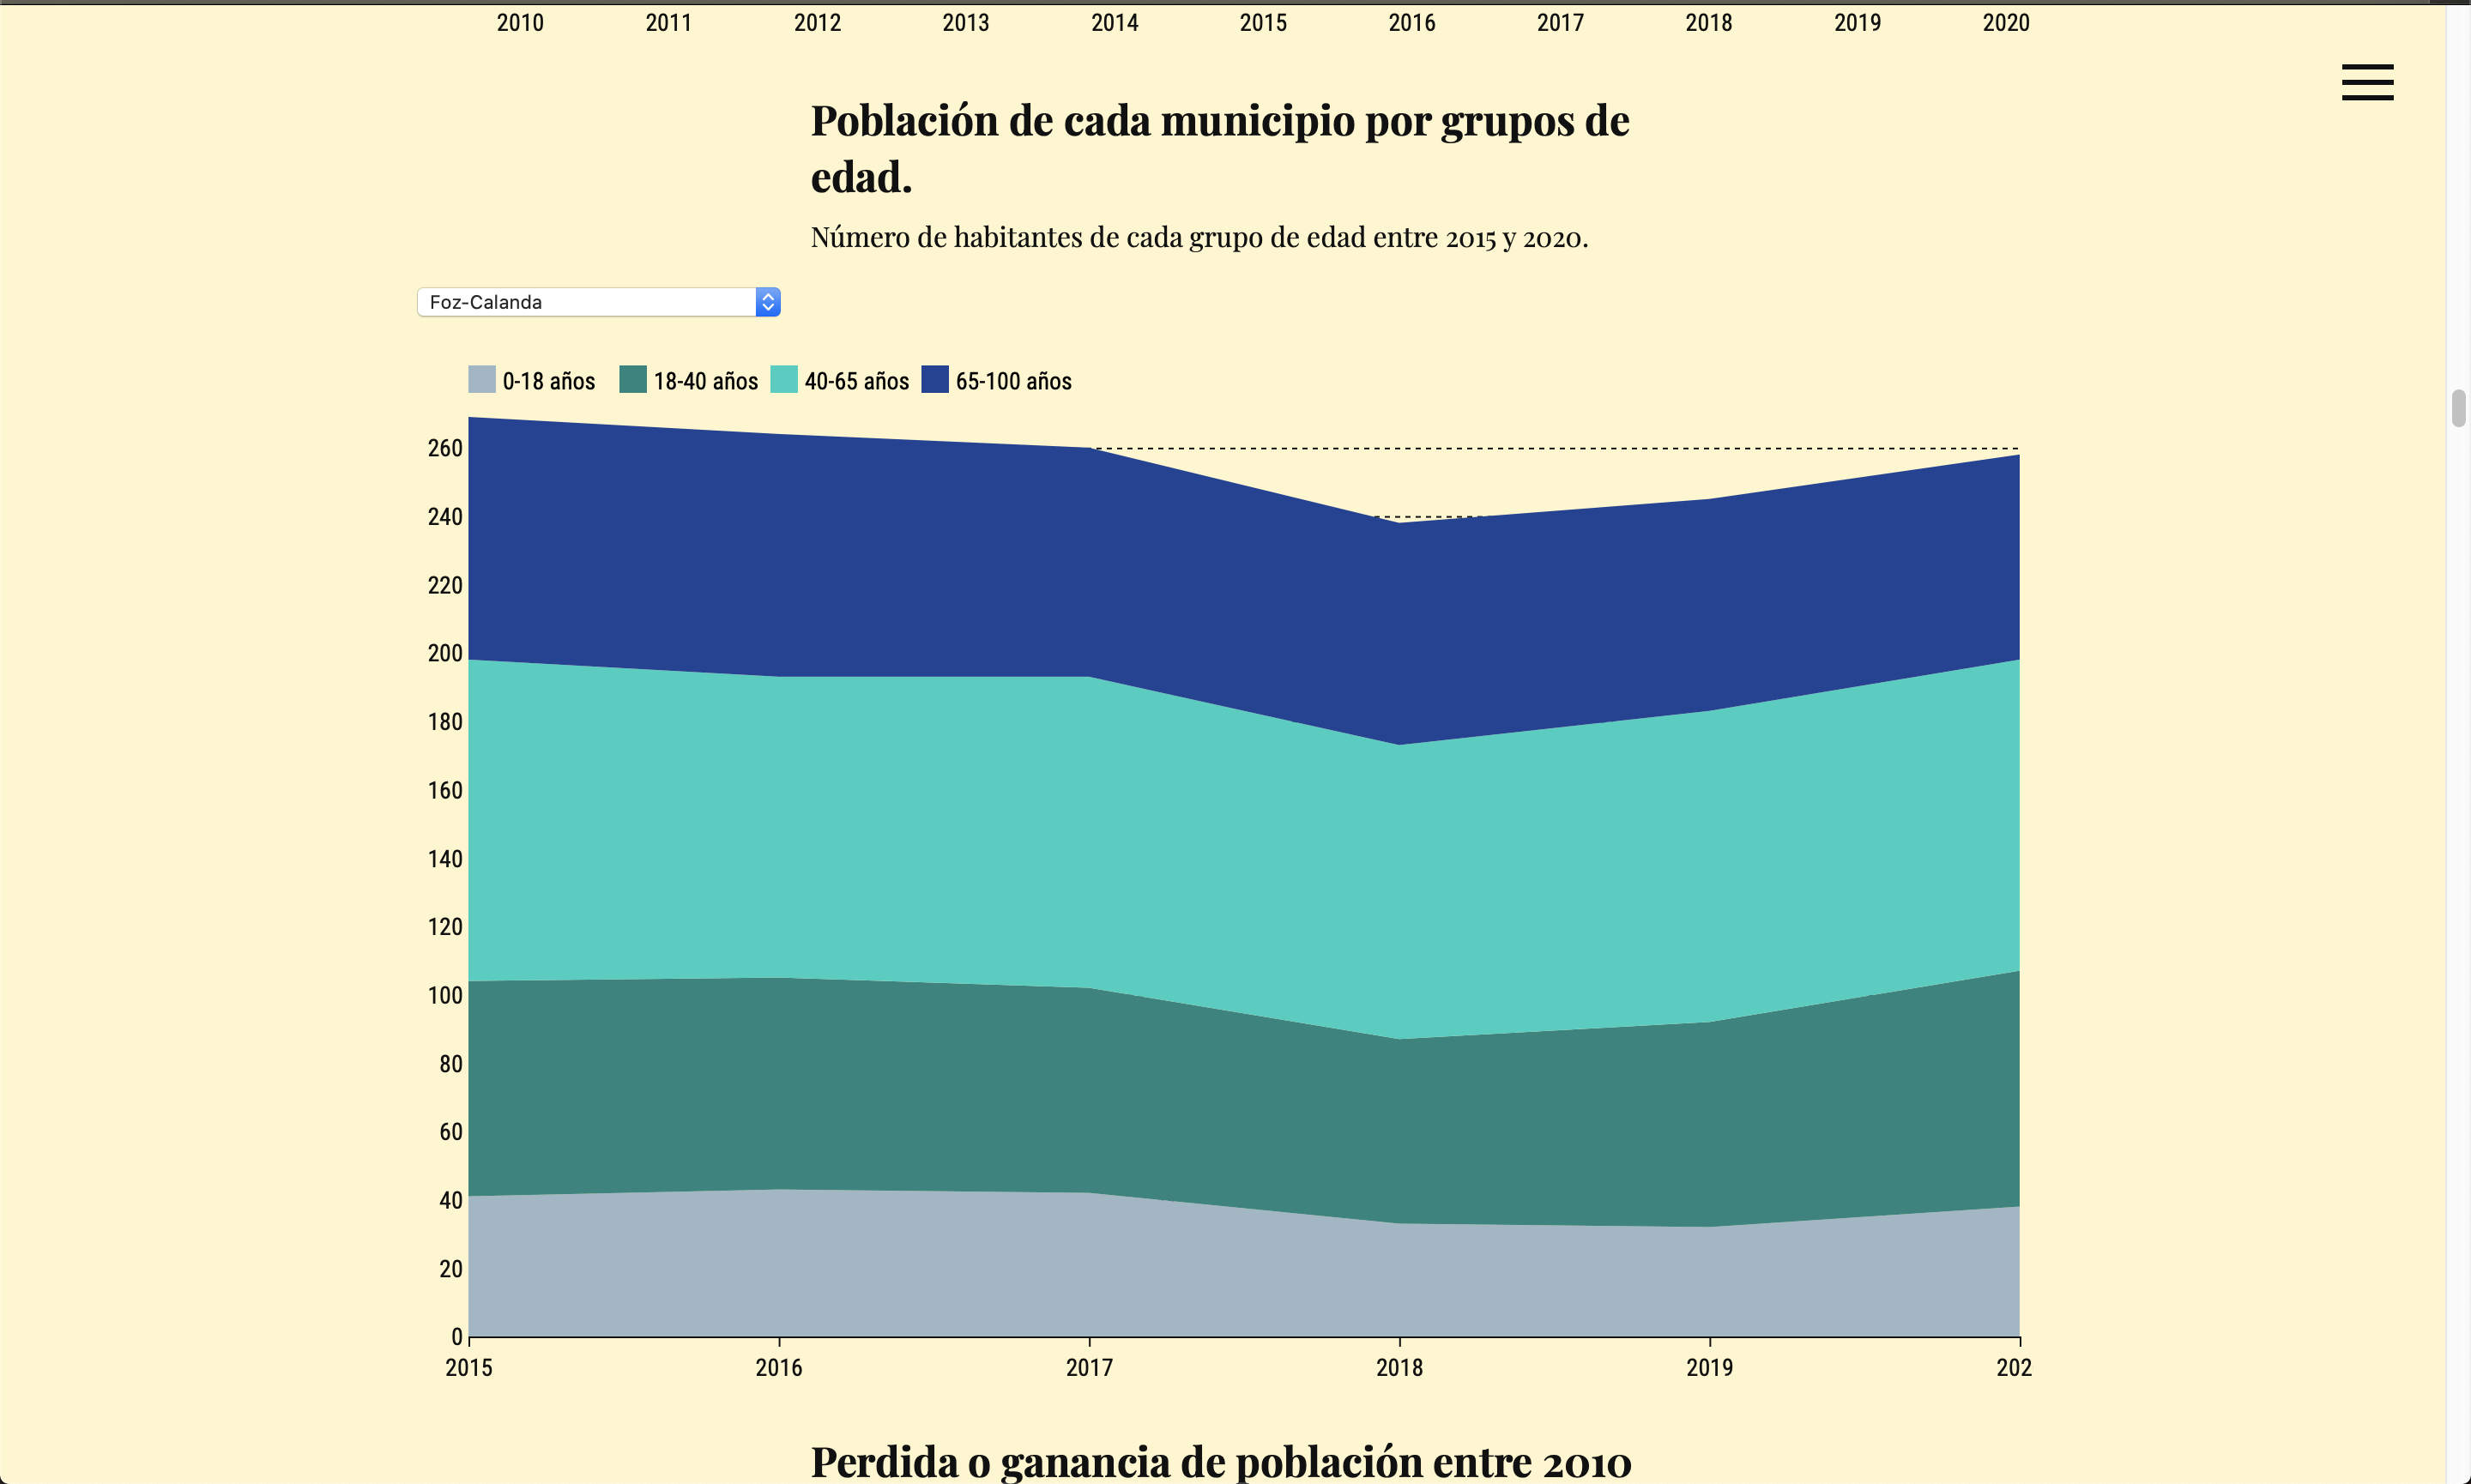 2010 2011 2012 2013 2014 2015 2016 2017 2018 2019 2020
Población de cada municipio por grupos de
edad.
Número de habitantes de cada grupo de edad entre 2015 y 2020.
Foz-Calanda
0-18 años 18-40 años 40-65 años 65-100 años
260
240
220
200
180
160
140
120
100
80
60
40
20
0
2015 2016 2017 2018 2019 202
Perdida o ganancia de población entre 2010